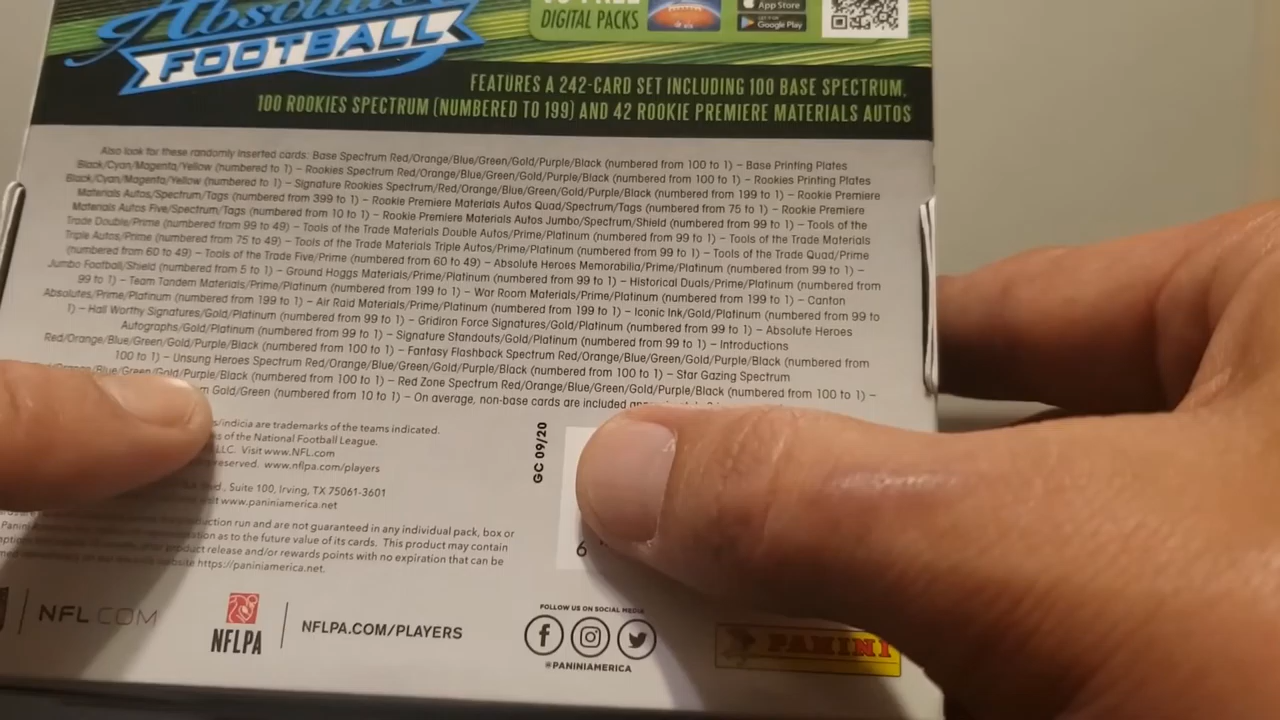 Absolute
FOOTBALL
DIGITAL PACKS
App Store
GET IT ON
Google Play
FEATURES A 242-CARD SET INCLUDING 100 BASE SPECTRUM,
100 ROOKIES SPECTRUM (NUMBERED TO 199) AND 42 ROOKIE PREMIERE MATERIALS AUTOS
Also look for these randomly inserted cards: Base Spectrum Red/Orange/Blue/Green/Gold/Purple/Black (numbered from 100 to 1) – Base Printing Plates
Black/Cyan/Magenta/Yellow (numbered to 1) – Rookies Spectrum Red/Orange/Blue/Green/Gold/Purple/Black (numbered from 100 to 1) – Rookies Printing Plates
Black/Cyan/Magenta/Yellow (numbered to 1) – Signature Rookies Spectrum/Red/Orange/Blue/Green/Gold/Purple/Black (numbered from 199 to 1) – Rookie Premiere
Materials Autos/Spectrum/Tags (numbered from 399 to 1) – Rookie Premiere Materials Autos Quad/Spectrum/Tags (numbered from 75 to 1) – Rookie Premiere
Materials Autos Five/Spectrum/Tags (numbered from 10 to 1) – Rookie Premiere Materials Autos Jumbo/Spectrum/Shield (numbered from 99 to 1) – Tools of the
Trade Double/Prime (numbered from 99 to 49) – Tools of the Trade Materials Double Autos/Prime/Platinum (numbered from 99 to 1) – Tools of the Trade Materials
Triple Autos/Prime (numbered from 75 to 49) – Tools of the Trade Materials Triple Autos/Prime/Platinum (numbered from 99 to 1) – Tools of the Trade Quad/Prime
(numbered from 60 to 49) – Tools of the Trade Five/Prime (numbered from 60 to 49) – Absolute Heroes Memorabilia/Prime/Platinum (numbered from 99 to 1) –
Jumbo Football/Shield (numbered from 5 to 1) – Ground Hoggs Materials/Prime/Platinum (numbered from 99 to 1) – Historical Duals/Prime/Platinum (numbered from
99 to 1) – Team Tandem Materials/Prime/Platinum (numbered from 199 to 1) – War Room Materials/Prime/Platinum (numbered from 199 to 1) – Canton
Absolutes/Prime/Platinum (numbered from 199 to 1) – Air Raid Materials/Prime/Platinum (numbered from 199 to 1) – Iconic Ink/Gold/Platinum (numbered from 99 to
1) – Hall Worthy Signatures/Gold/Platinum (numbered from 99 to 1) – Gridiron Force Signatures/Gold/Platinum (numbered from 99 to 1) – Absolute Heroes
Autographs/Gold/Platinum (numbered from 99 to 1) – Signature Standouts/Gold/Platinum (numbered from 99 to 1) – Introductions
Red/Orange/Blue/Green/Gold/Purple/Black (numbered from 100 to 1) – Fantasy Flashback Spectrum Red/Orange/Blue/Green/Gold/Purple/Black (numbered from
100 to 1) – Unsung Heroes Spectrum Red/Orange/Blue/Green/Gold/Purple/Black (numbered from 100 to 1) – Star Gazing Spectrum
/Blue/Green/Gold/Purple/Black (numbered from 100 to 1) – Red Zone Spectrum Red/Orange/Blue/Green/Gold/Purple/Black (numbered from 100 to 1) –
Gold/Green (numbered from 10 to 1) – On average, non-base cards are included
s/indicia are trademarks of the teams indicated.
of the National Football League.
LLC. Visit www.NFL.com
reserved. www.nflpa.com/players
Suite 100, Irving, TX 75061-3601
visit www.paniniamerica.net
production run and are not guaranteed in any individual pack, box or
as to the future value of its cards. This product may contain
product release and/or rewards points with no expiration that can be
website https://paniniamerica.net.
GC 09/20
6
NFL.COM
NFLPA
NFLPA.COM/PLAYERS
FOLLOW US ON SOCIAL MEDIA
@PANINIAMERICA
PANINI